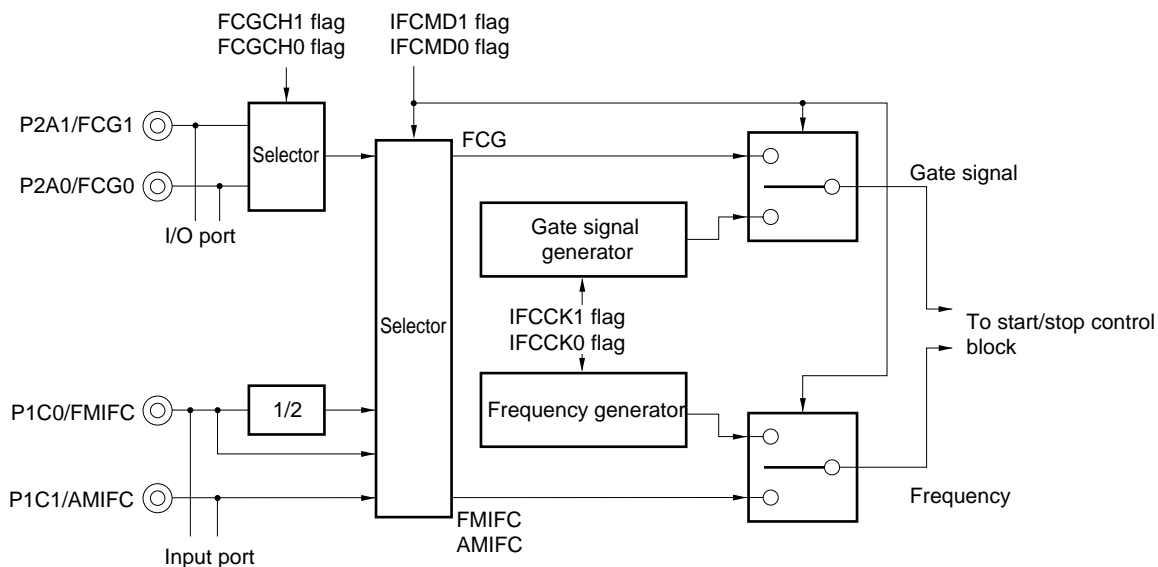 FCGCH1 flag
FCGCH0 flag
IFCMD1 flag
IFCMD0 flag
P2A1/FCG1
P2A0/FCG0
Selector
I/O port
FCG
Gate signal
Gate signal
generator
IFCCK1 flag
IFCCK0 flag
Selector
To start/stop control
block
P1C0/FMIFC
1/2
Frequency generator
P1C1/AMIFC
Input port
FMIFC
AMIFC
Frequency